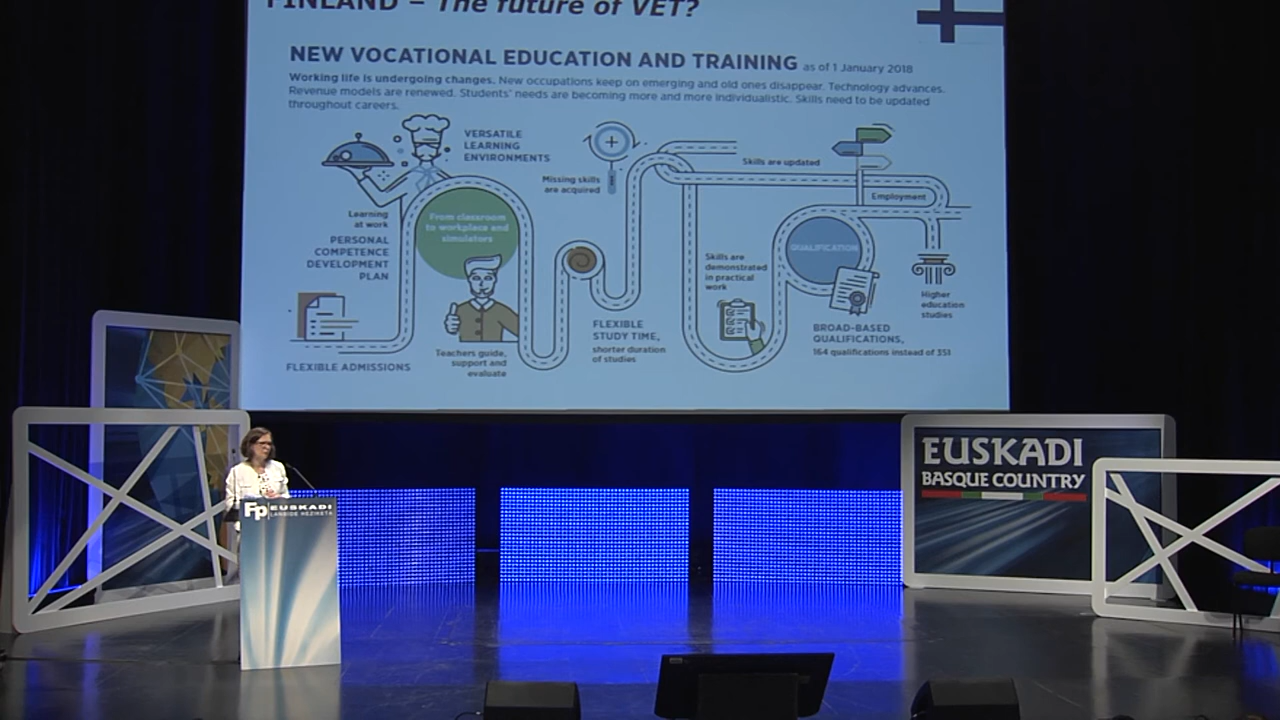 FINLAND – The future of VET?
NEW VOCATIONAL EDUCATION AND TRAINING as of 1 January 2018
Working life is undergoing changes. New occupations keep on emerging and old ones disappear. Technology advances.
Revenue models are renewed. Students' needs are becoming more and more individualistic. Skills need to be updated
throughout careers.
VERSATILE
LEARNING
ENVIRONMENTS
Learning
at work
PERSONAL
COMPETENCE
DEVELOPMENT
PLAN
FLEXIBLE ADMISSIONS
From classroom
to workplace and
simulators
Teachers guide,
support and
evaluate
Missing skills
are acquired
FLEXIBLE
STUDY TIME,
shorter duration
of studies
Skills are updated
Employment
Skills are
demonstrated
in practical
work
QUALIFICATION
BROAD-BASED
QUALIFICATIONS,
164 qualifications instead of 351
Higher
education
studies
EUSKADI
BASQUE COUNTRY
Fp EUSKADI
LANBIDE HEZIKETA